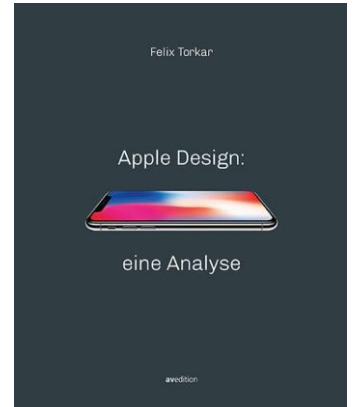 Felix Torkar
Apple Design:
eine Analyse
avedition